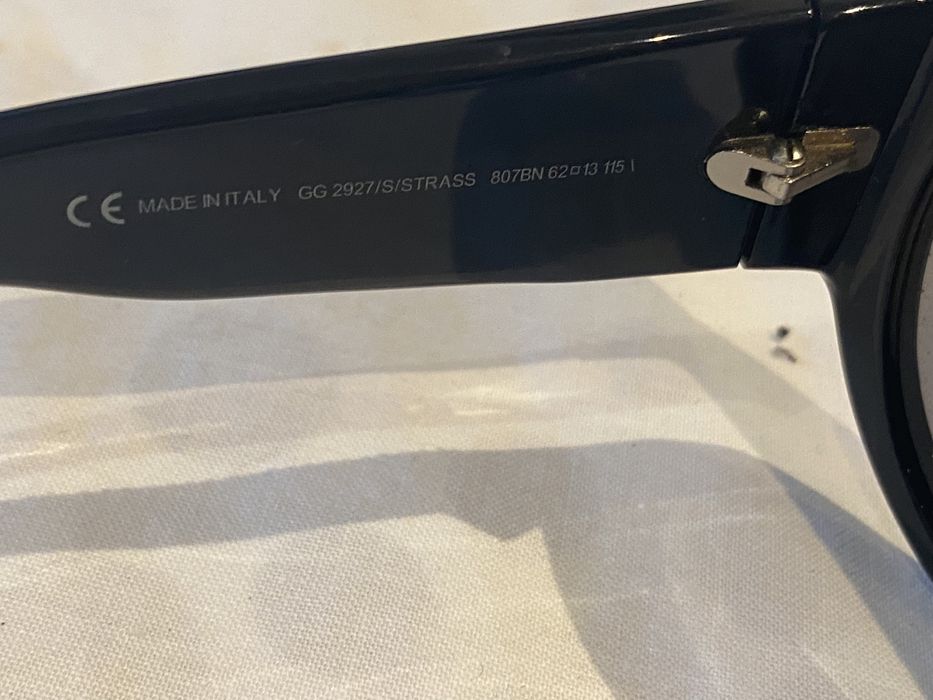 CE MADE IN ITALY GG 2927/S/STRASS 807BN 62□13 115 \